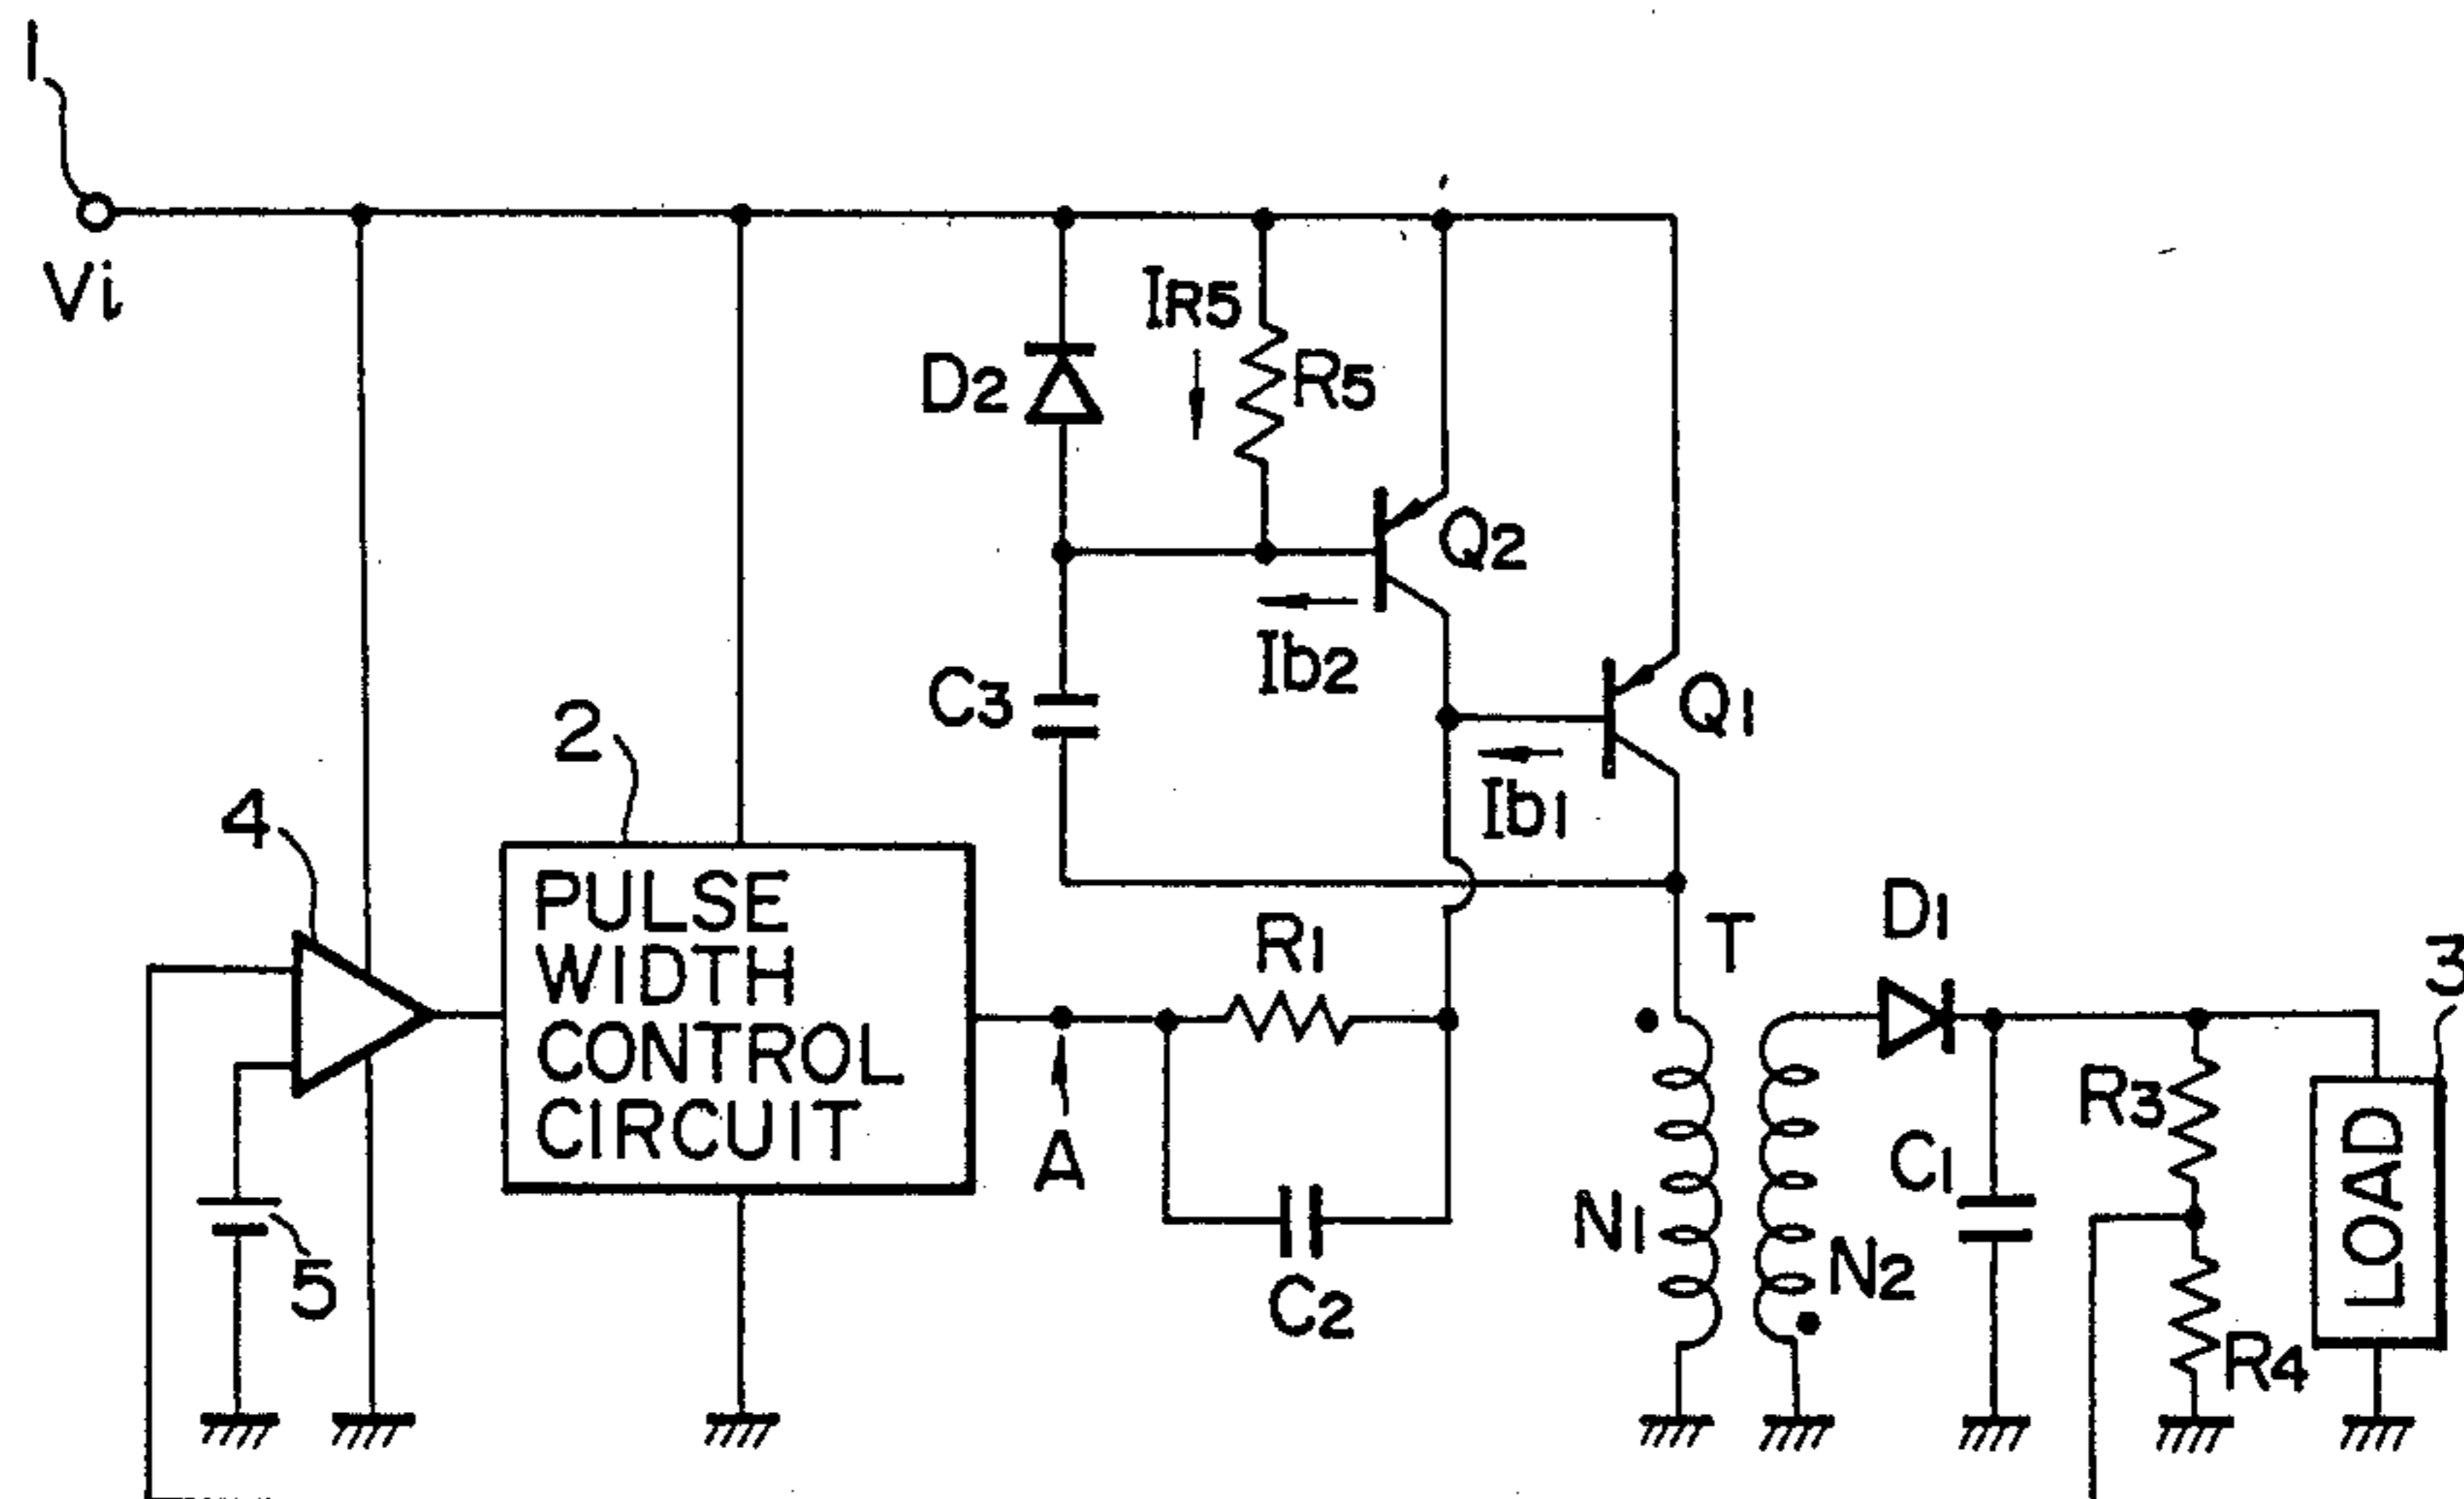 1
Vi
IR5
D2
R5
Q2
Ib2
C3
Q1
2
Ib1
4
PULSE
WIDTH
CONTROL
CIRCUIT
R1
T
D1
3
A
R3
LOAD
C1
N1
N2
5
C2
R4